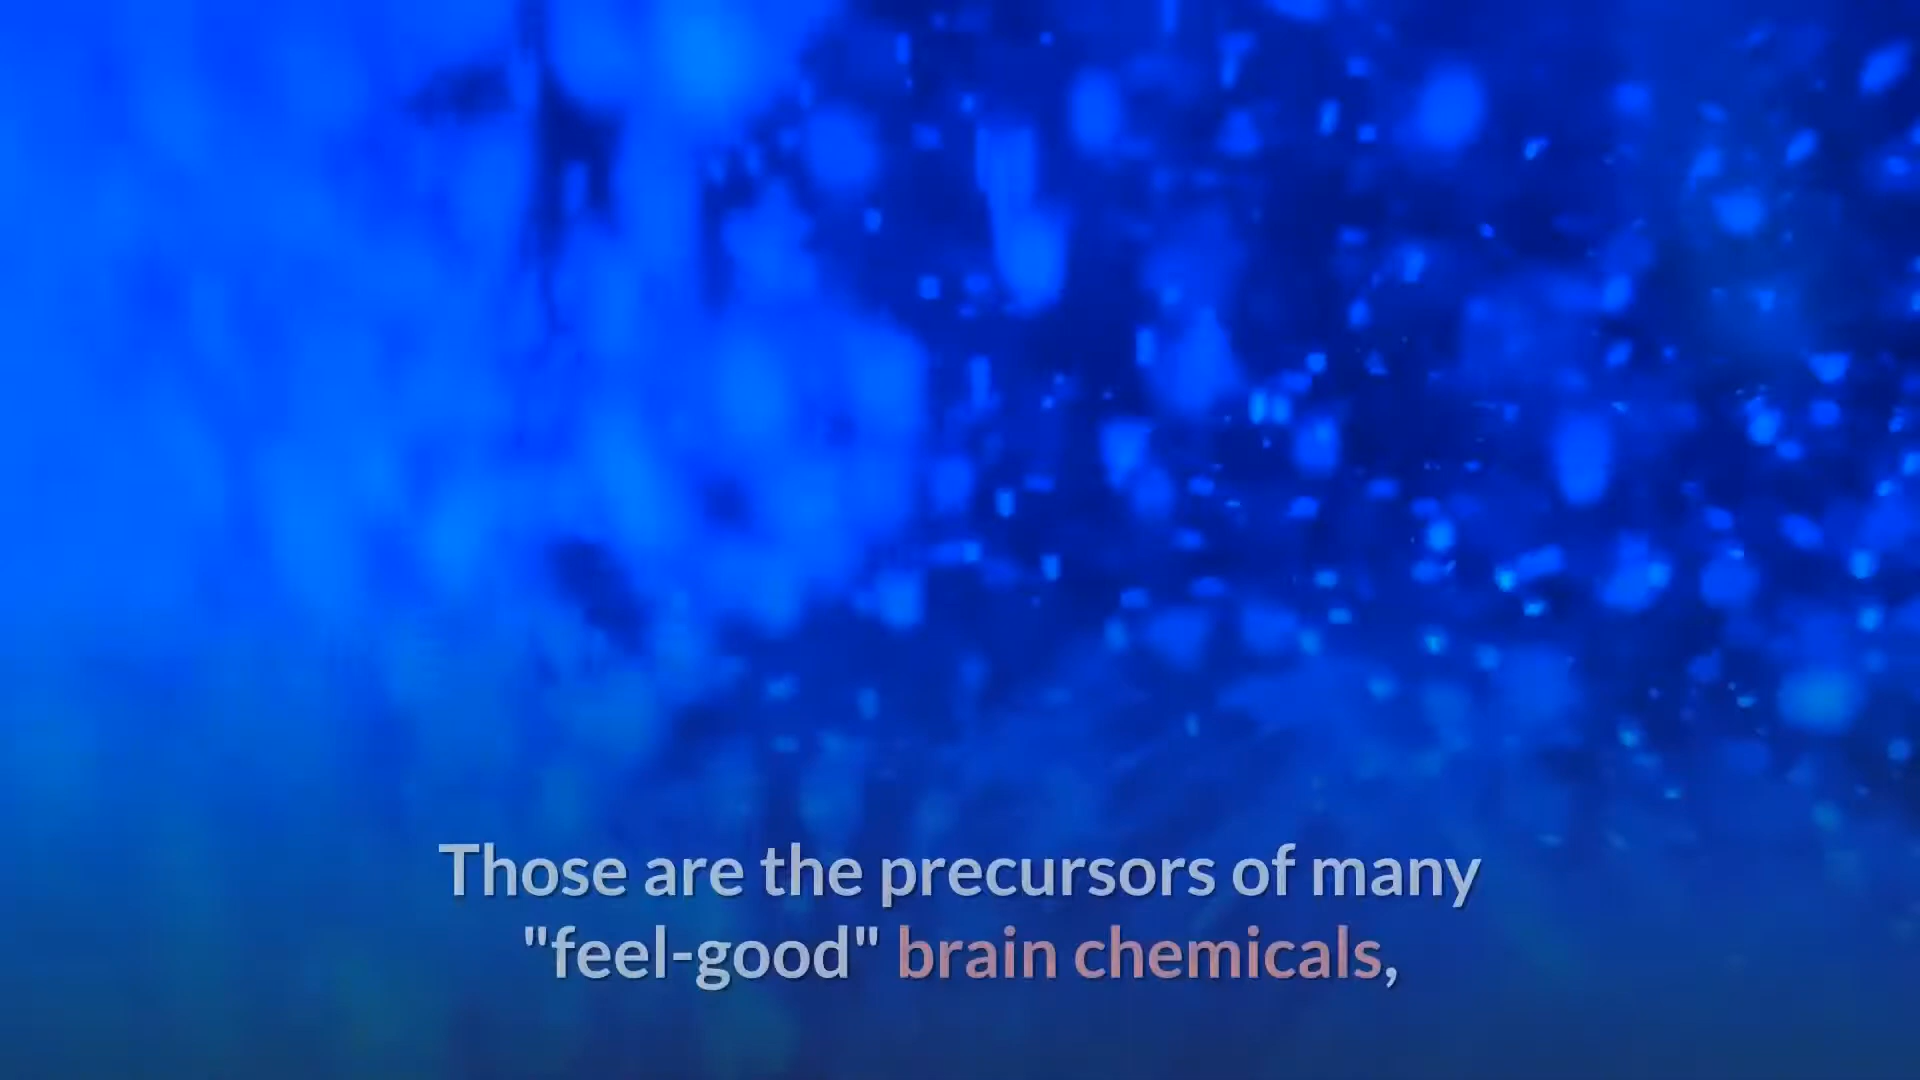 Those are the precursors of many
"feel-good" brain chemicals,